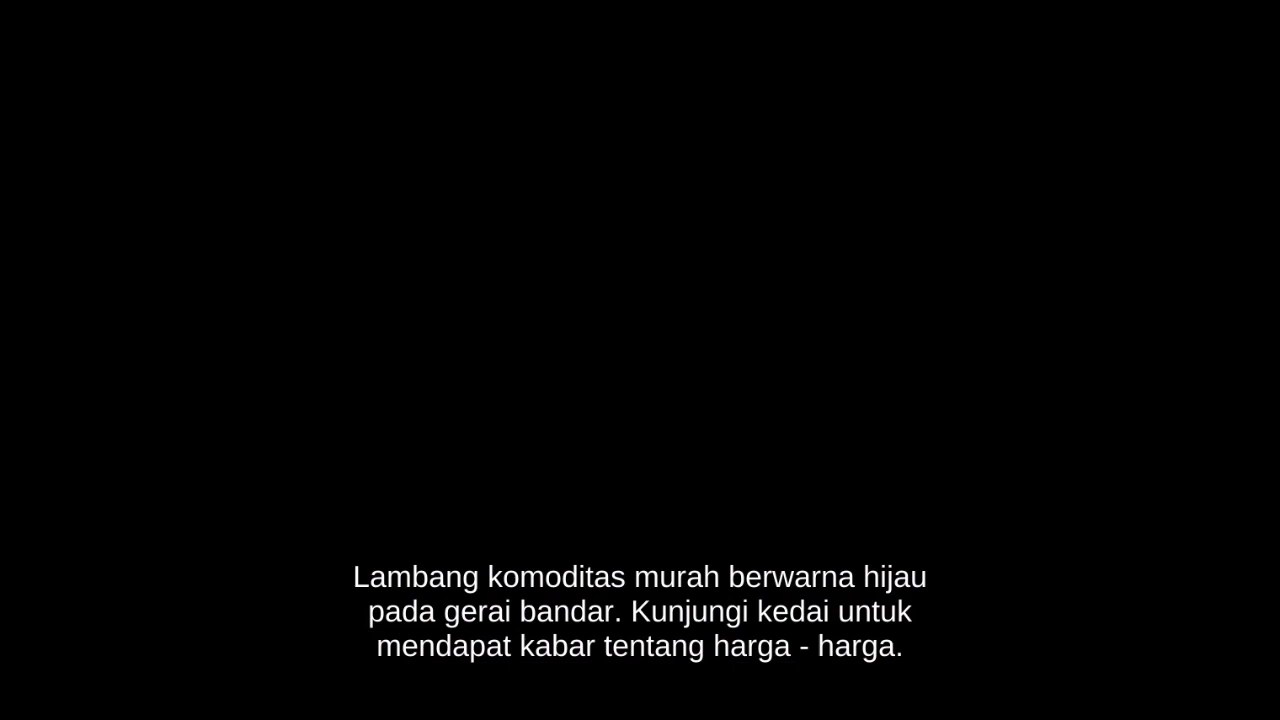 Lambang komoditas murah berwarna hijau
pada gerai bandar. Kunjungi kedai untuk
mendapat kabar tentang harga - harga.